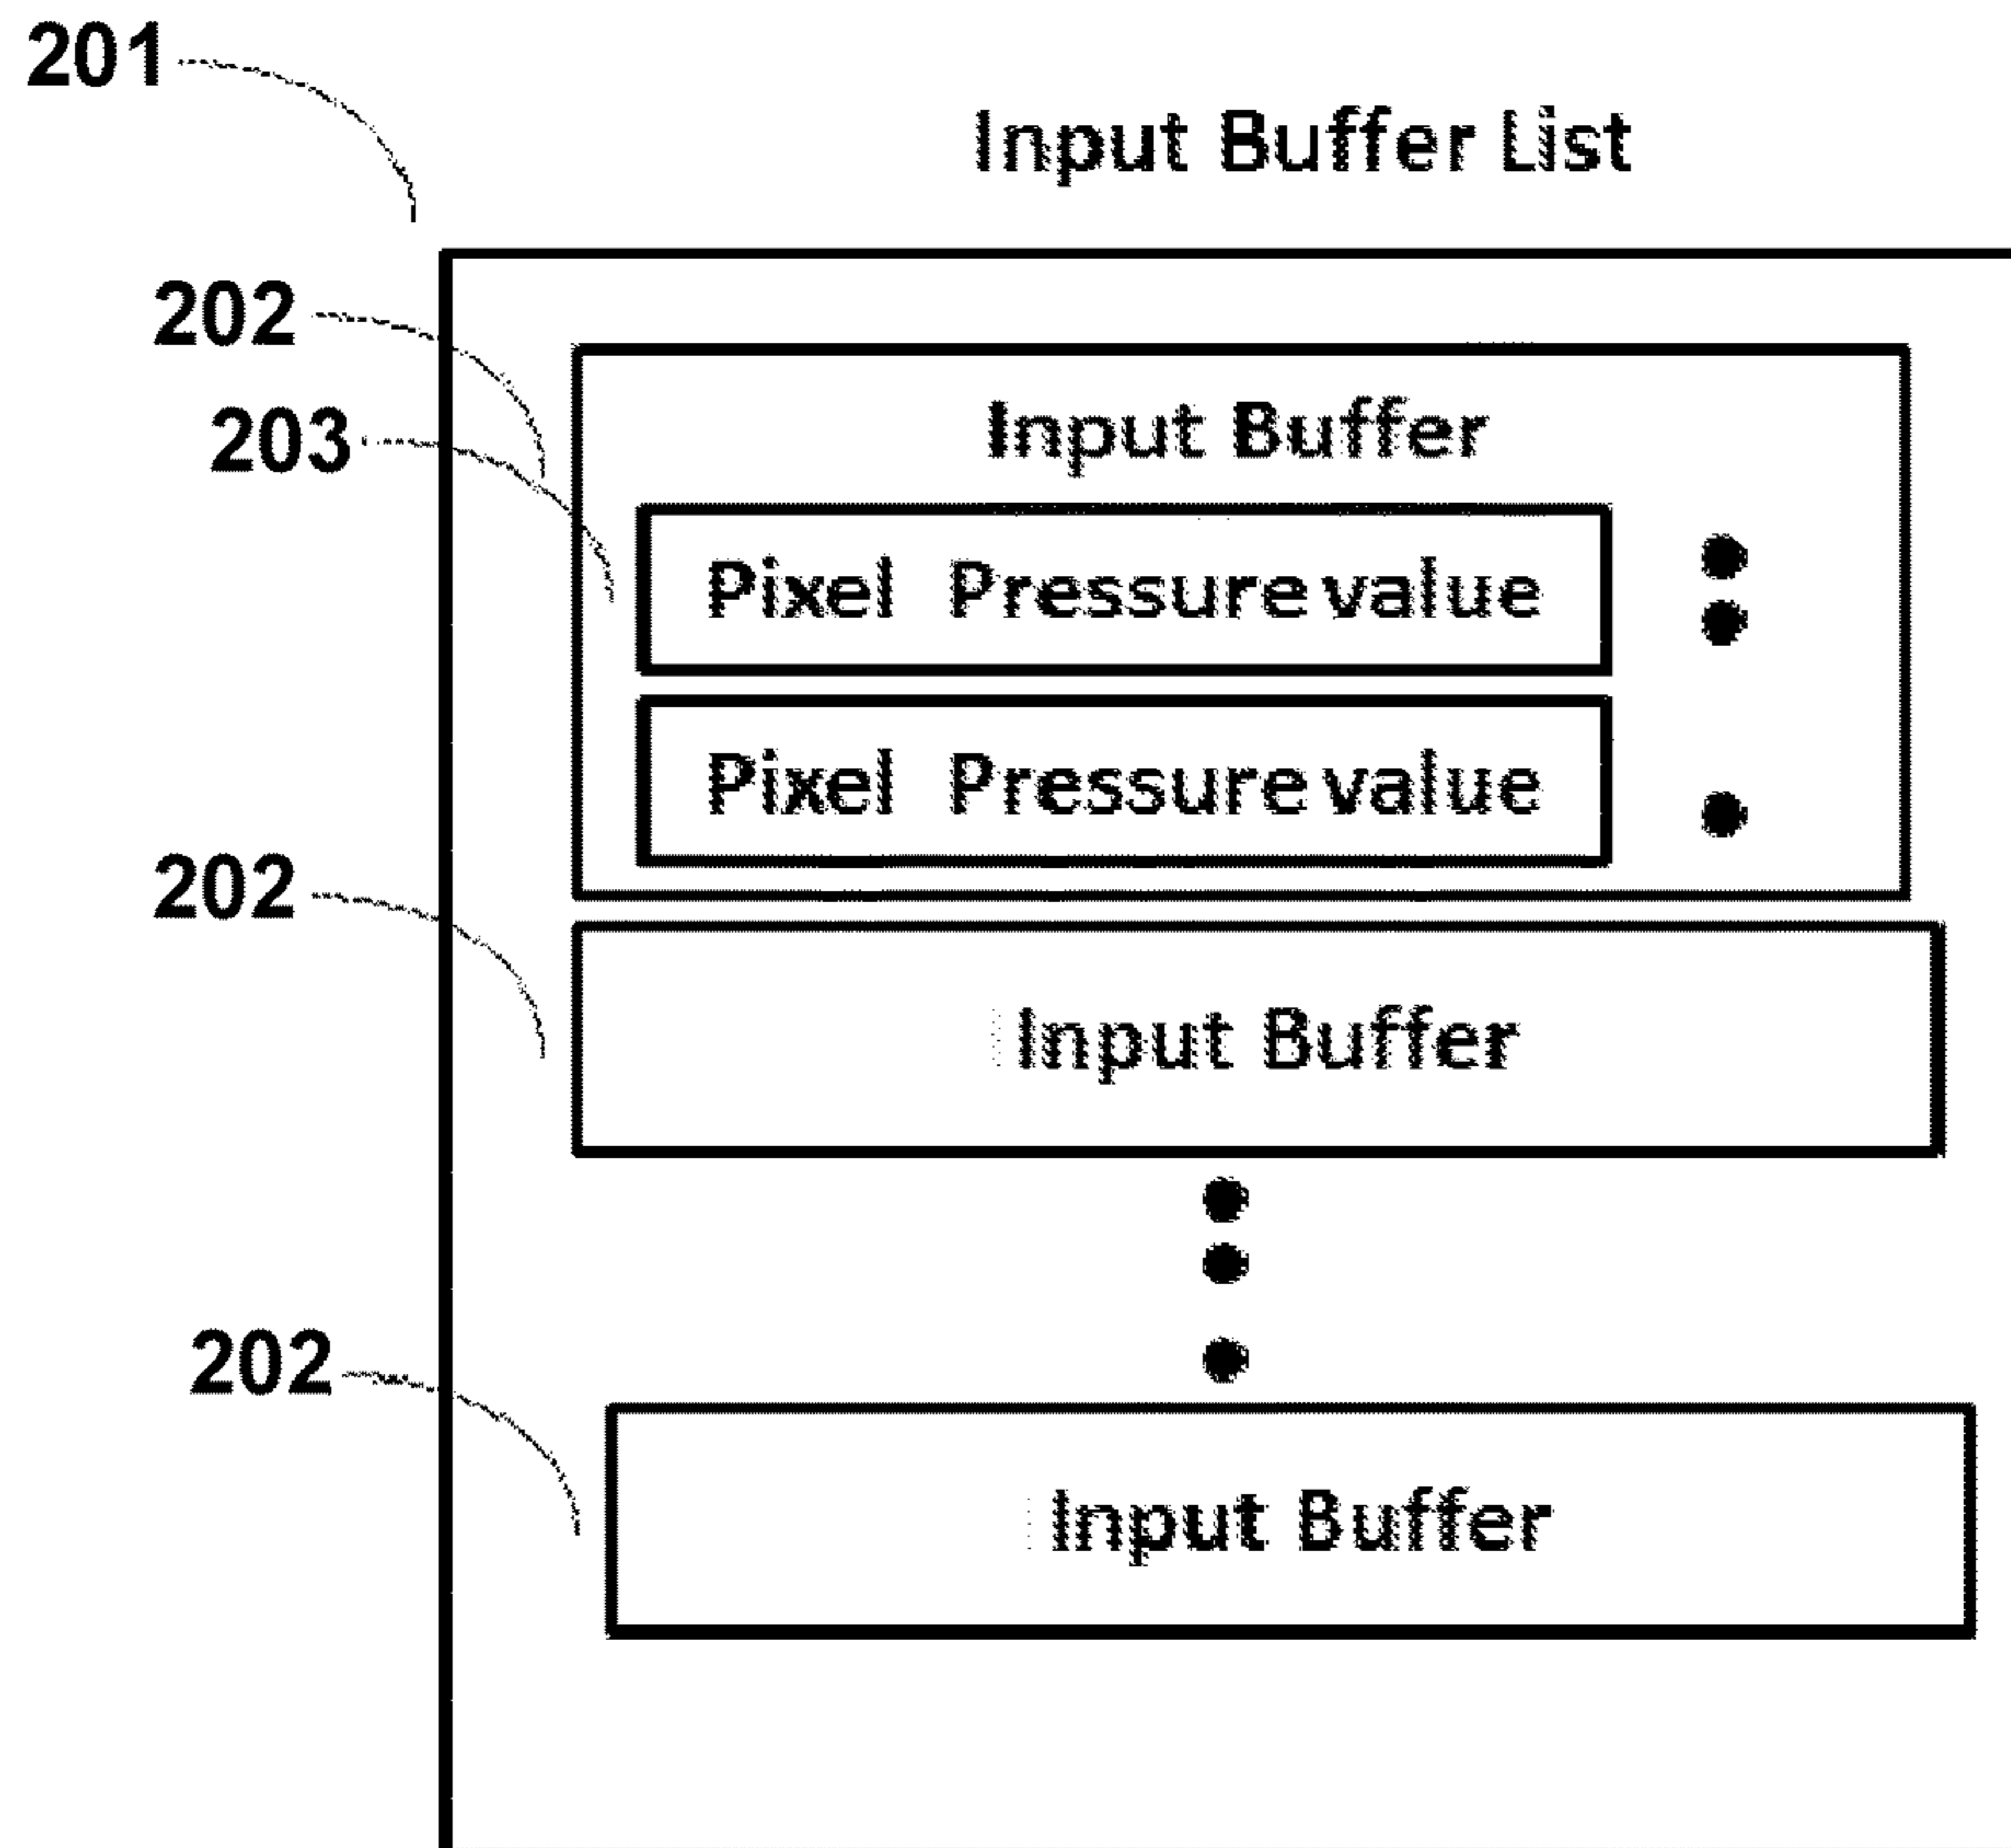 201
Input Buffer List
202
Input Buffer
203
Pixel Pressure value
Pixel Pressure value
202
Input Buffer
202
Input Buffer